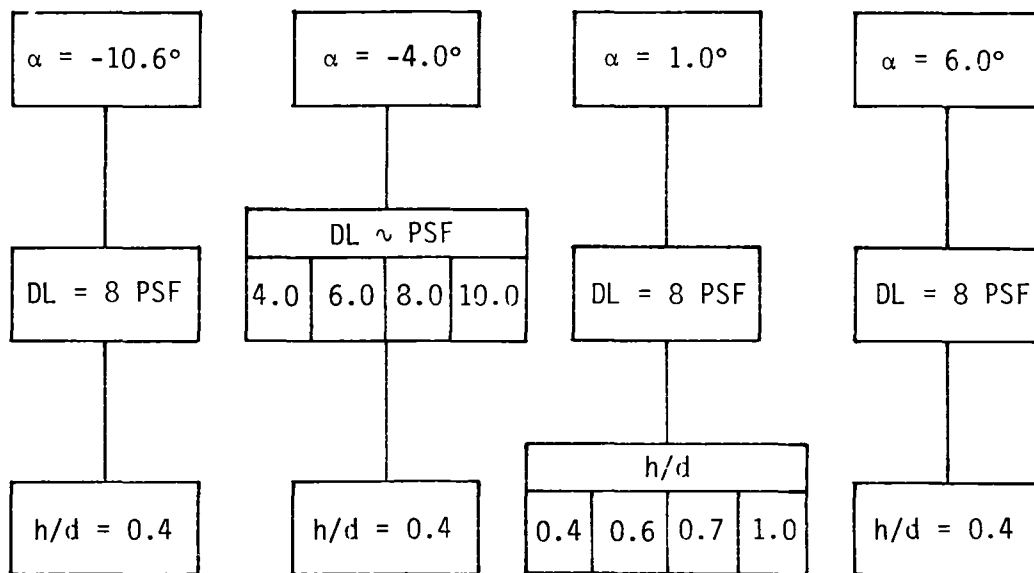 α = -10.6°
α = -4.0°
α = 1.0°
α = 6.0°
DL ~ PSF
DL = 8 PSF
4.0 6.0 8.0 10.0
DL = 8 PSF
DL = 8 PSF
h/d
h/d = 0.4
h/d = 0.4
0.4 0.6 0.7 1.0
h/d = 0.4